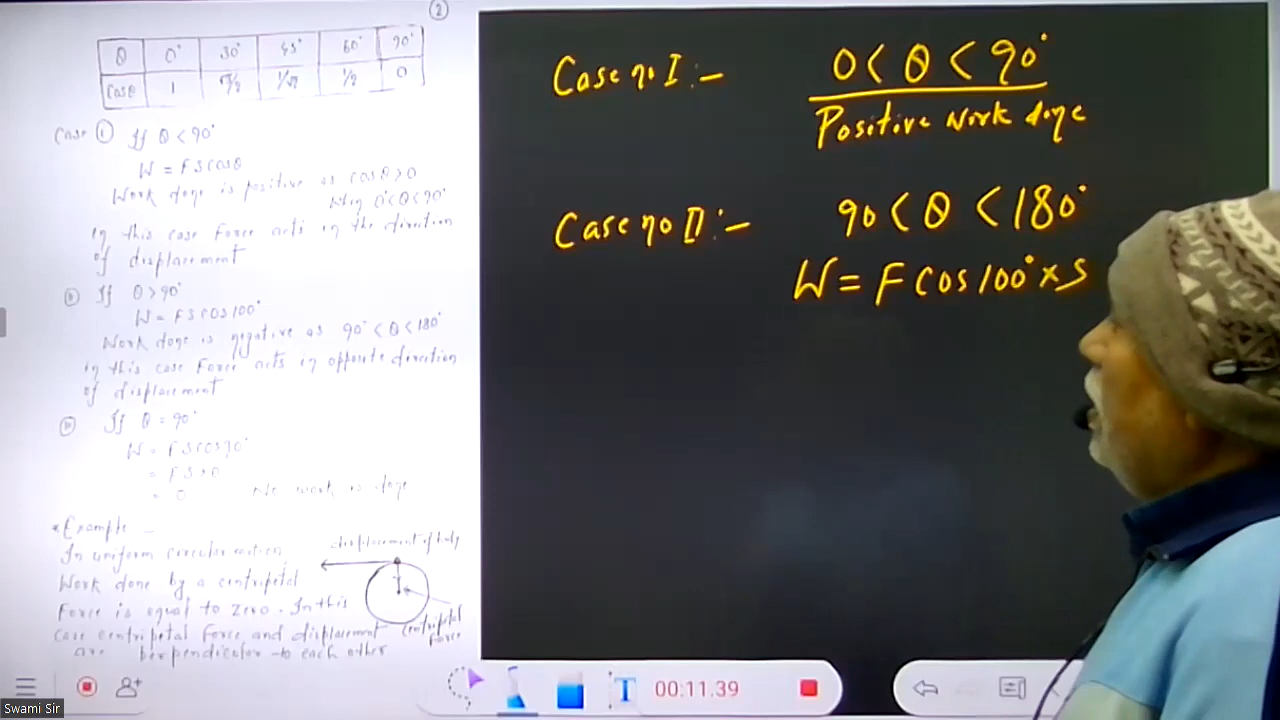 ②
θ 0° 30° 45° 60° 90°
Cosθ 1 √3/2 1/√2 1/2 0
Case ① If θ < 90°
W = F S cosθ
Work done is positive as cosθ > 0
When 0° < θ < 90°
in this case Force acts in the direction
of displacement
② If θ > 90°
W = F S cos 100°
Work done is negative as 90° < θ < 180°
in this case Force acts in opposite direction
of displacement
If θ = 90°
W = F S cos 90°
= F S × 0
= 0 No work is done
*Example –
In uniform circular motion
Work done by a centripetal
Force is equal to zero. In this
case centripetal force and displacement
are perpendicular to each other
displacement of body
centripetal
Force
Case no I :– 0 < θ < 90°
Positive work done
Case no II :– 90 < θ < 180°
W = F cos 100° × S
T
00:11.39
Swami Sir